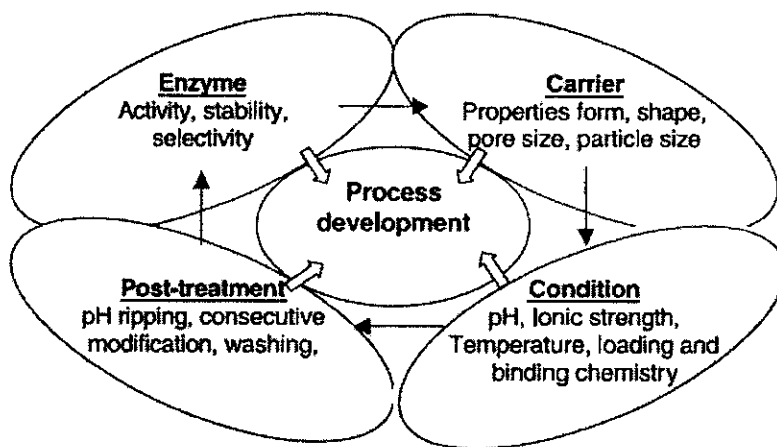 Enzyme
Activity, stability,
selectivity
Carrier
Properties form, shape,
pore size, particle size
Process
development
Post-treatment
pH ripping, consecutive
modification, washing,
Condition
pH, Ionic strength,
Temperature, loading and
binding chemistry